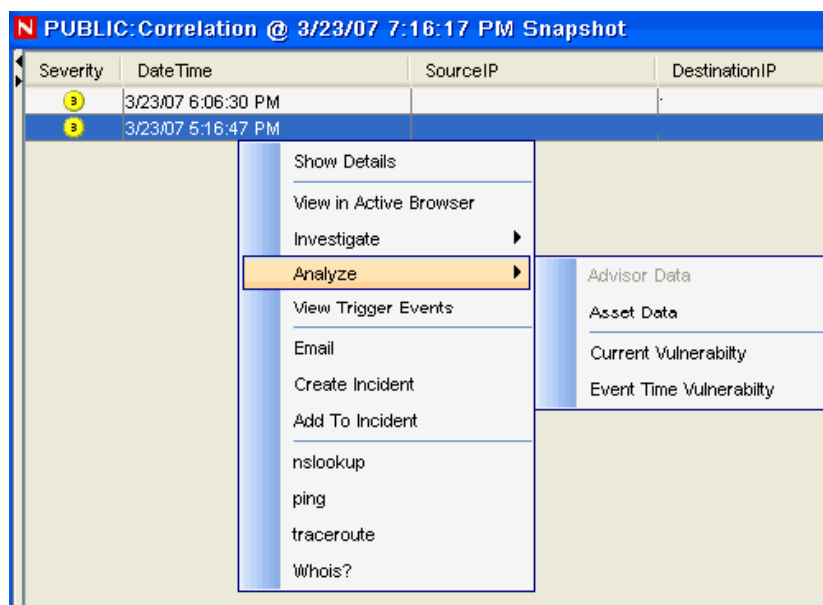 N PUBLIC:Correlation @ 3/23/07 7:16:17 PM Snapshot
Severity DateTime SourceIP DestinationIP
3 3/23/07 6:06:30 PM
3 3/23/07 5:16:47 PM
Show Details
View in Active Browser
Investigate
Analyze
View Trigger Events
Email
Create Incident
Add To Incident
nslookup
ping
traceroute
Whois?
Advisor Data
Asset Data
Current Vulnerabilty
Event Time Vulnerabilty